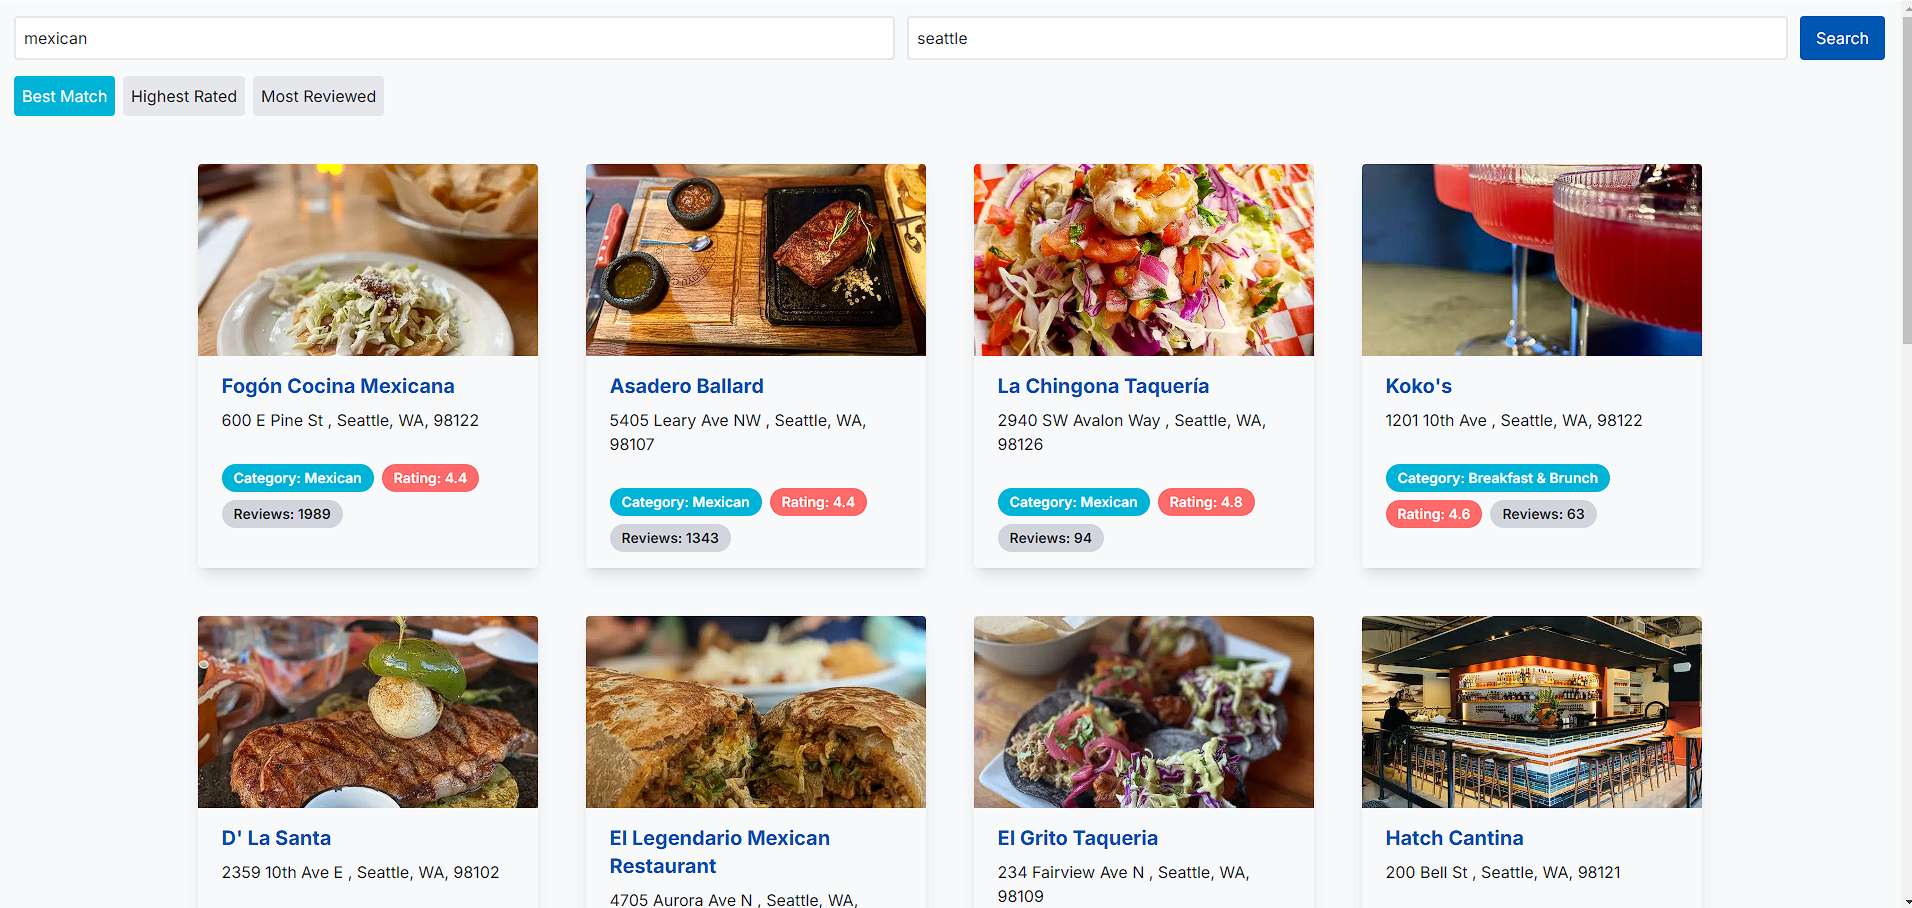 mexican
seattle
Search
Best Match
Highest Rated
Most Reviewed
Fogón Cocina Mexicana
600 E Pine St , Seattle, WA, 98122
Category: Mexican
Rating: 4.4
Reviews: 1989
Asadero Ballard
5405 Leary Ave NW , Seattle, WA,
98107
Category: Mexican
Rating: 4.4
Reviews: 1343
La Chingona Taquería
2940 SW Avalon Way , Seattle, WA,
98126
Category: Mexican
Rating: 4.8
Reviews: 94
Koko's
1201 10th Ave , Seattle, WA, 98122
Category: Breakfast & Brunch
Rating: 4.6
Reviews: 63
D' La Santa
2359 10th Ave E , Seattle, WA, 98102
El Legendario Mexican
Restaurant
4705 Aurora Ave N , Seattle, WA,
El Grito Taqueria
234 Fairview Ave N , Seattle, WA,
98109
Hatch Cantina
200 Bell St , Seattle, WA, 98121